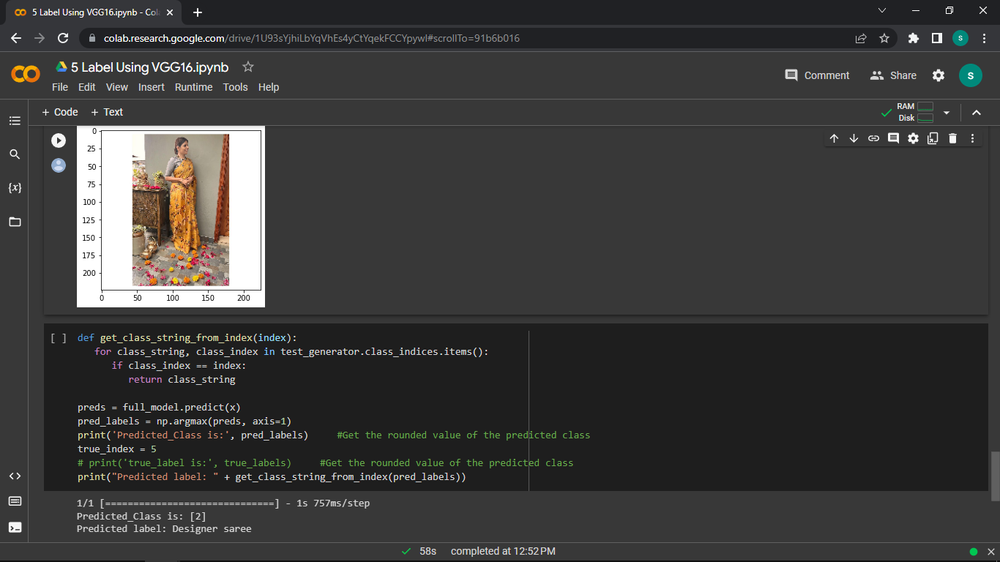 5 Label Using VGG16.ipynb - Col
colab.research.google.com/drive/1U93sYjhiLbYqVhEs4yCtYqekFCCYpywl#scrollTo=91b6b016
S
5 Label Using VGG16.ipynb
Comment
Share
S
File Edit View Insert Runtime Tools Help
+ Code + Text
RAM
Disk
{x}
0
25
50
75
100
125
150
175
200
0 50 100 150 200
[ ] def get_class_string_from_index(index):
for class_string, class_index in test_generator.class_indices.items():
if class_index == index:
return class_string
preds = full_model.predict(x)
pred_labels = np.argmax(preds, axis=1)
print('Predicted_Class is:', pred_labels) #Get the rounded value of the predicted class
true_index = 5
# print('true_label is:', true_labels) #Get the rounded value of the predicted class
print("Predicted label: " + get_class_string_from_index(pred_labels))
1/1 [==============================] - 1s 757ms/step
Predicted_Class is: [2]
Predicted label: Designer saree
58s completed at 12:52 PM